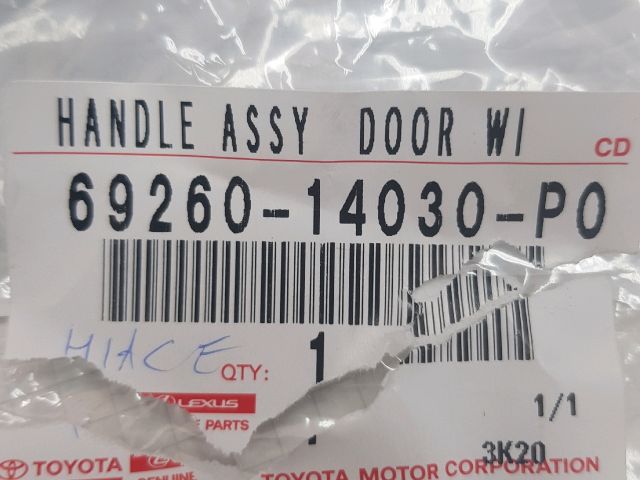 HANDLE ASSY DOOR WI
CD
69260-14030-P0
HIACE
QTY: 1
LEXUS
PARTS
1/1
3K20
TOYOTA
GENUINE
TOYOTA MOTOR CORPORATION